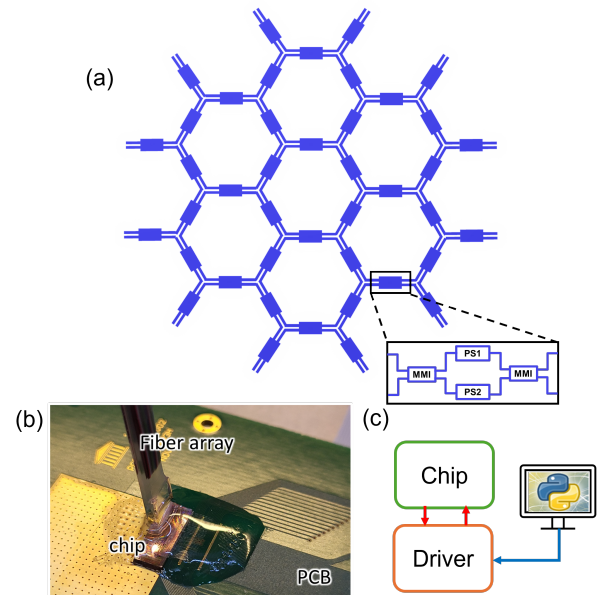 (a)
PS1
MMI
MMI
PS2
(b)
Fiber array
chip
PCB
(c)
Chip
Driver